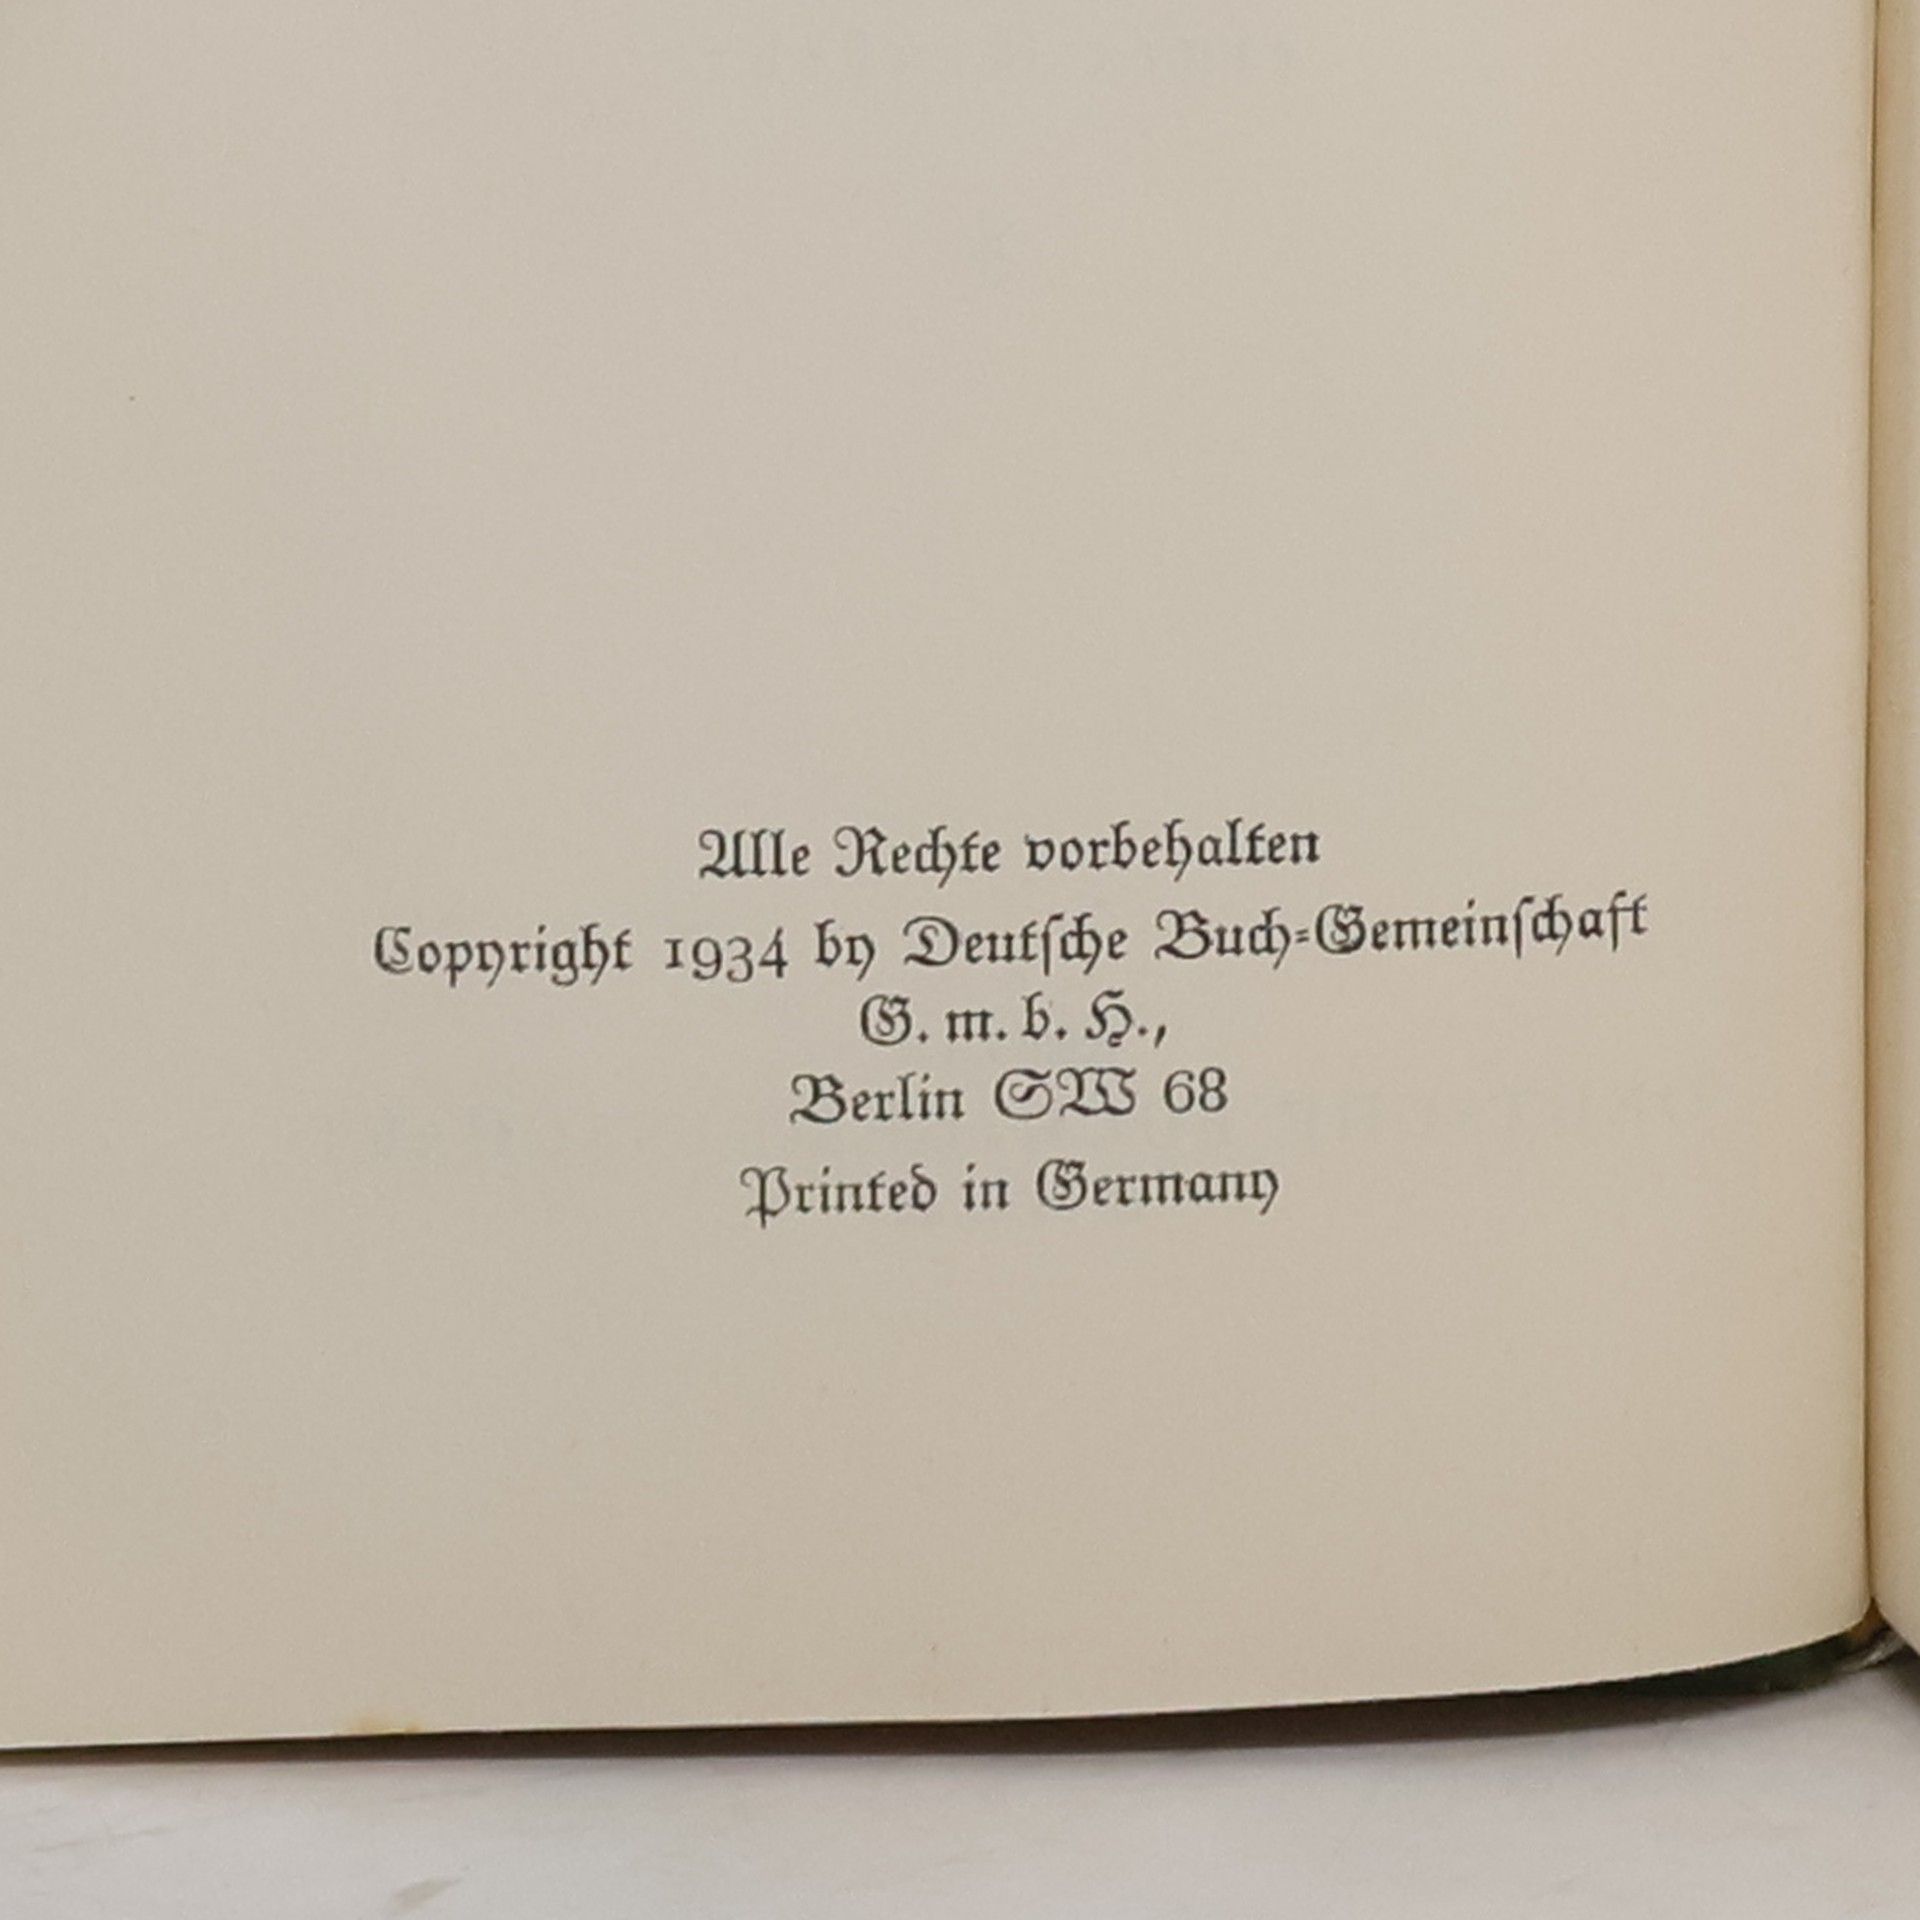 Alle Rechte vorbehalten
Copyright 1934 by Deutſche Buch-Gemeinſchaft
G. m. b. H.,
Berlin SW 68
Printed in Germany